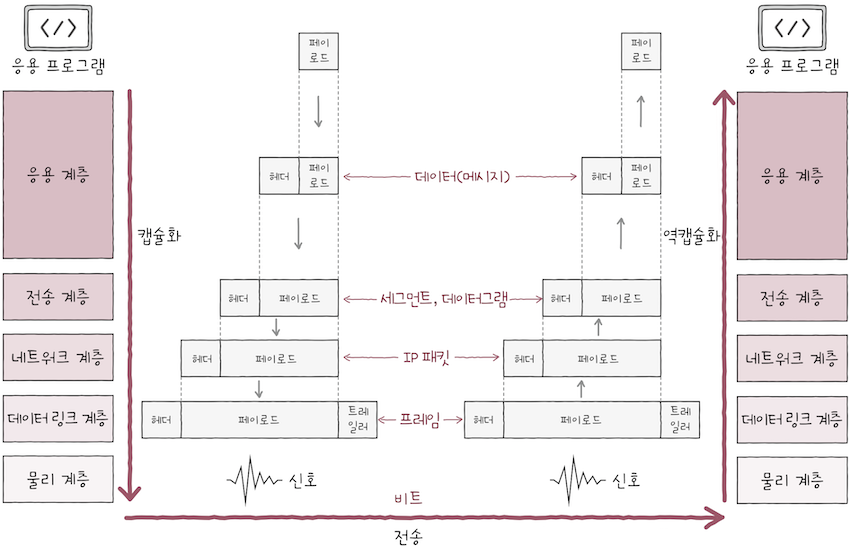 응용 프로그램
응용 프로그램
페이
로드
페이
로드
응용 계층
헤더
페이
로드
데이터(메시지)
헤더
페이
로드
응용 계층
캡슐화
역캡슐화
전송 계층
헤더
페이로드
세그먼트, 데이터그램
헤더
페이로드
전송 계층
네트워크 계층
헤더
페이로드
IP 패킷
헤더
페이로드
네트워크 계층
데이터 링크 계층
헤더
페이로드
트레
일러
프레임
헤더
페이로드
트레
일러
데이터 링크 계층
물리 계층
신호
신호
물리 계층
비트
전송